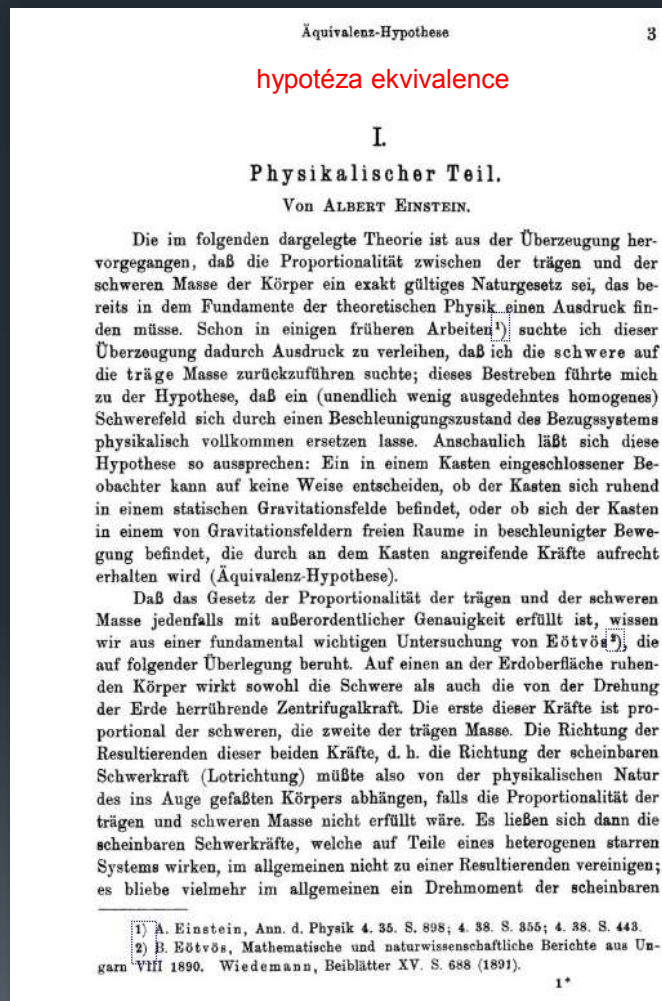 Äquivalenz-Hypothese 3
hypotéza ekvivalence
I.
Physikalischer Teil.
Von ALBERT EINSTEIN.
Die im folgenden dargelegte Theorie ist aus der Überzeugung her-
vorgegangen, daß die Proportionalität zwischen der trägen und der
schweren Masse der Körper ein exakt gültiges Naturgesetz sei, das be-
reits in dem Fundamente der theoretischen Physik einen Ausdruck fin-
den müsse. Schon in einigen früheren Arbeiten¹) suchte ich dieser
Überzeugung dadurch Ausdruck zu verleihen, daß ich die schwere auf
die träge Masse zurückzuführen suchte; dieses Bestreben führte mich
zu der Hypothese, daß ein (unendlich wenig ausgedehntes homogenes)
Schwerefeld sich durch einen Beschleunigungszustand des Bezugssystems
physikalisch vollkommen ersetzen lasse. Anschaulich läßt sich diese
Hypothese so aussprechen: Ein in einem Kasten eingeschlossener Be-
obachter kann auf keine Weise entscheiden, ob der Kasten sich ruhend
in einem statischen Gravitationsfelde befindet, oder ob sich der Kasten
in einem von Gravitationsfeldern freien Raume in beschleunigter Bewe-
gung befindet, die durch an dem Kasten angreifende Kräfte aufrecht
erhalten wird (Äquivalenz-Hypothese).
Daß das Gesetz der Proportionalität der trägen und der schweren
Masse jedenfalls mit außerordentlicher Genauigkeit erfüllt ist, wissen
wir aus einer fundamental wichtigen Untersuchung von Eötvös²), die
auf folgender Überlegung beruht. Auf einen an der Erdoberfläche ruhen-
den Körper wirkt sowohl die Schwere als auch die von der Drehung
der Erde herrührende Zentrifugalkraft. Die erste dieser Kräfte ist pro-
portional der schweren, die zweite der trägen Masse. Die Richtung der
Resultierenden dieser beiden Kräfte, d. h. die Richtung der scheinbaren
Schwerkraft (Lotrichtung) müßte also von der physikalischen Natur
des ins Auge gefaßten Körpers abhängen, falls die Proportionalität der
trägen und schweren Masse nicht erfüllt wäre. Es ließen sich dann die
scheinbaren Schwerkräfte, welche auf Teile eines heterogenen starren
Systems wirken, im allgemeinen nicht zu einer Resultierenden vereinigen;
es bliebe vielmehr im allgemeinen ein Drehmoment der scheinbaren
1) A. Einstein, Ann. d. Physik 4. 35. S. 898; 4. 38. S. 355; 4. 38. S. 443.
2) B. Eötvös, Mathematische und naturwissenschaftliche Berichte aus Un-
garn VIII 1890. Wiedemann, Beiblätter XV. S. 688 (1891).
1*